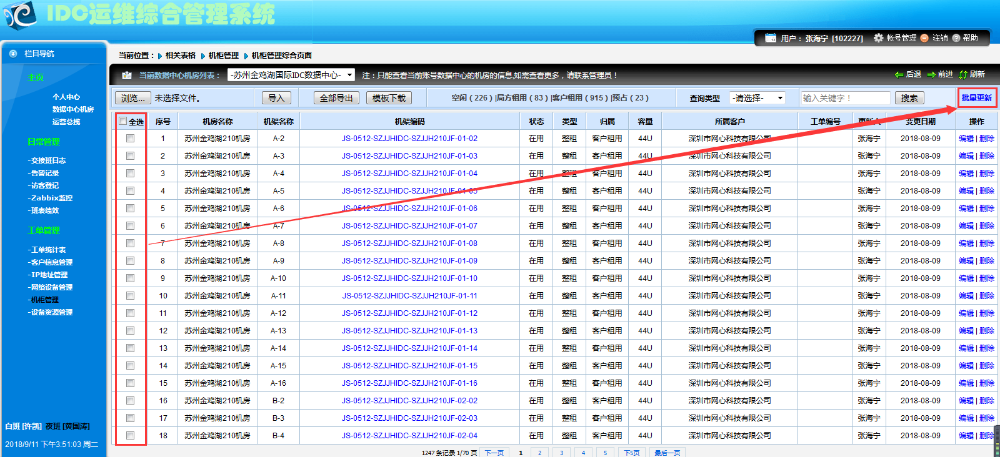 IDC运维综合管理系统
用户：张海宁 [102227] 帐号管理 注销 帮助
栏目导航
主页
个人中心
数据中心机房
运营总揽
日常管理
-交接班日志
-告警记录
-访客登记
-Zabbix监控
-班表绩效
工单管理
-工单统计表
-客户信息管理
-IP地址管理
-网络设备管理
-机柜管理
-设备资源管理
白班 [许凯] 夜班 [黄国涛]
2018/9/11 下午3:51:03 周二
当前位置： 相关表格 机柜管理 机柜管理综合页面
当前数据中心机房列表： -苏州金鸡湖国际IDC数据中心- 注：只能查看当前账号数据中心的机房的信息,如需查看更多，请联系管理员！ 后退 前进 刷新
浏览... 未选择文件。 导入 全部导出 模板下载 空闲（226）|局方租用（83）|客户租用（915）|预占（23） 查询类型 -请选择- 输入关键字！ 搜索 批量更新
全选 序号 机房名称 机架名称 机架编码 状态 类型 归属 容量 所属客户 工单编号 更新人 变更日期 操作
1 苏州金鸡湖210机房 A-2 JS-0512-SZJJHIDC-SZJJH210JF-01-02 在用 整租 客户租用 44U 深圳市网心科技有限公司 张海宁 2018-08-09 编辑 | 删除
2 苏州金鸡湖210机房 A-3 JS-0512-SZJJHIDC-SZJJH210JF-01-03 在用 整租 客户租用 44U 深圳市网心科技有限公司 张海宁 2018-08-09 编辑 | 删除
3 苏州金鸡湖210机房 A-4 JS-0512-SZJJHIDC-SZJJH210JF-01-04 在用 整租 客户租用 44U 深圳市网心科技有限公司 张海宁 2018-08-09 编辑 | 删除
4 苏州金鸡湖210机房 A-5 JS-0512-SZJJHIDC-SZJJH210JF-01-05 在用 整租 客户租用 44U 深圳市网心科技有限公司 张海宁 2018-08-09 编辑 | 删除
5 苏州金鸡湖210机房 A-6 JS-0512-SZJJHIDC-SZJJH210JF-01-06 在用 整租 客户租用 44U 深圳市网心科技有限公司 张海宁 2018-08-09 编辑 | 删除
6 苏州金鸡湖210机房 A-7 JS-0512-SZJJHIDC-SZJJH210JF-01-07 在用 整租 客户租用 44U 深圳市网心科技有限公司 张海宁 2018-08-09 编辑 | 删除
7 苏州金鸡湖210机房 A-8 JS-0512-SZJJHIDC-SZJJH210JF-01-08 在用 整租 客户租用 44U 深圳市网心科技有限公司 张海宁 2018-08-09 编辑 | 删除
8 苏州金鸡湖210机房 A-9 JS-0512-SZJJHIDC-SZJJH210JF-01-09 在用 整租 客户租用 44U 深圳市网心科技有限公司 张海宁 2018-08-09 编辑 | 删除
9 苏州金鸡湖210机房 A-10 JS-0512-SZJJHIDC-SZJJH210JF-01-10 在用 整租 客户租用 44U 深圳市网心科技有限公司 张海宁 2018-08-09 编辑 | 删除
10 苏州金鸡湖210机房 A-11 JS-0512-SZJJHIDC-SZJJH210JF-01-11 在用 整租 客户租用 44U 深圳市网心科技有限公司 张海宁 2018-08-09 编辑 | 删除
11 苏州金鸡湖210机房 A-12 JS-0512-SZJJHIDC-SZJJH210JF-01-12 在用 整租 客户租用 44U 深圳市网心科技有限公司 张海宁 2018-08-09 编辑 | 删除
12 苏州金鸡湖210机房 A-13 JS-0512-SZJJHIDC-SZJJH210JF-01-13 在用 整租 客户租用 44U 深圳市网心科技有限公司 张海宁 2018-08-09 编辑 | 删除
13 苏州金鸡湖210机房 A-14 JS-0512-SZJJHIDC-SZJJH210JF-01-14 在用 整租 客户租用 44U 深圳市网心科技有限公司 张海宁 2018-08-09 编辑 | 删除
14 苏州金鸡湖210机房 A-15 JS-0512-SZJJHIDC-SZJJH210JF-01-15 在用 整租 客户租用 44U 深圳市网心科技有限公司 张海宁 2018-08-09 编辑 | 删除
15 苏州金鸡湖210机房 A-16 JS-0512-SZJJHIDC-SZJJH210JF-01-16 在用 整租 客户租用 44U 深圳市网心科技有限公司 张海宁 2018-08-09 编辑 | 删除
16 苏州金鸡湖210机房 B-2 JS-0512-SZJJHIDC-SZJJH210JF-02-02 在用 整租 客户租用 44U 深圳市网心科技有限公司 张海宁 2018-08-09 编辑 | 删除
17 苏州金鸡湖210机房 B-3 JS-0512-SZJJHIDC-SZJJH210JF-02-03 在用 整租 客户租用 44U 深圳市网心科技有限公司 张海宁 2018-08-09 编辑 | 删除
18 苏州金鸡湖210机房 B-4 JS-0512-SZJJHIDC-SZJJH210JF-02-04 在用 整租 客户租用 44U 深圳市网心科技有限公司 张海宁 2018-08-09 编辑 | 删除
1247 条记录 1/70 页 下一页 1 2 3 4 5 下5页 最后一页